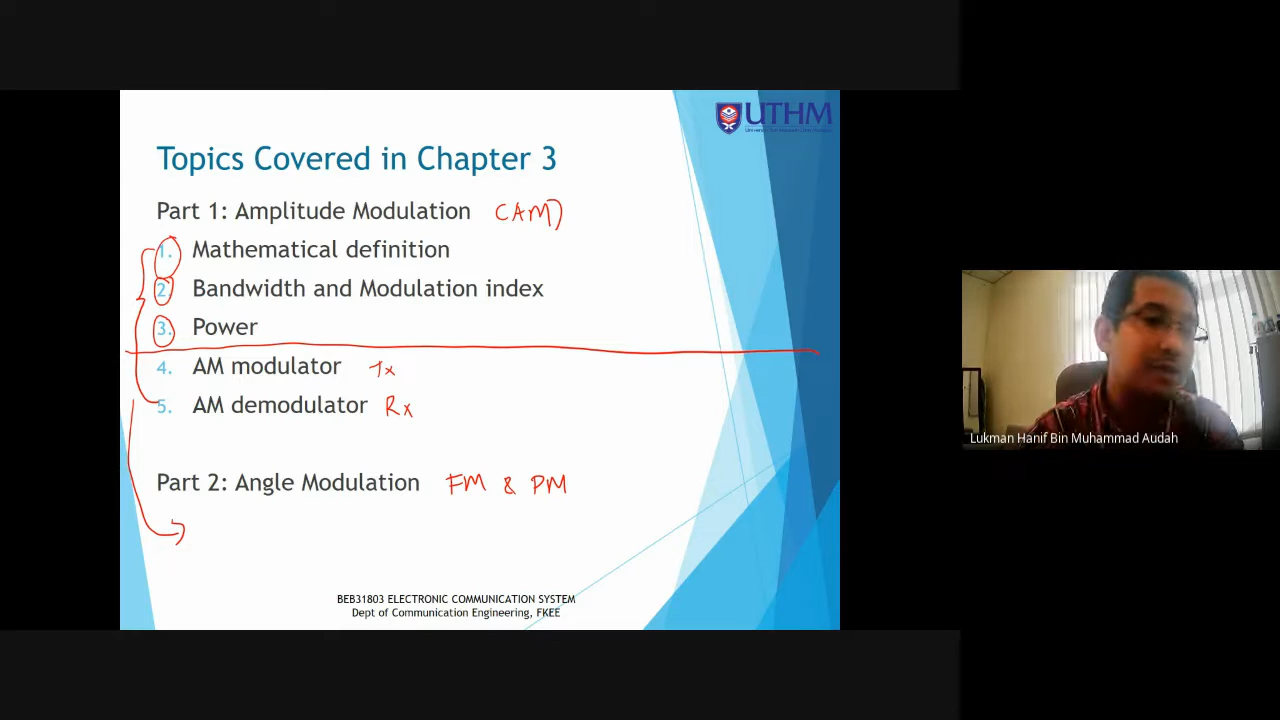 UTHM
Topics Covered in Chapter 3
Part 1: Amplitude Modulation (AM)
1. Mathematical definition
2. Bandwidth and Modulation index
3. Power
4. AM modulator Tx
5. AM demodulator Rx
Part 2: Angle Modulation FM & PM
BEB31803 ELECTRONIC COMMUNICATION SYSTEM
Dept of Communication Engineering, FKEE
Lukman Hanif Bin Muhammad Audah